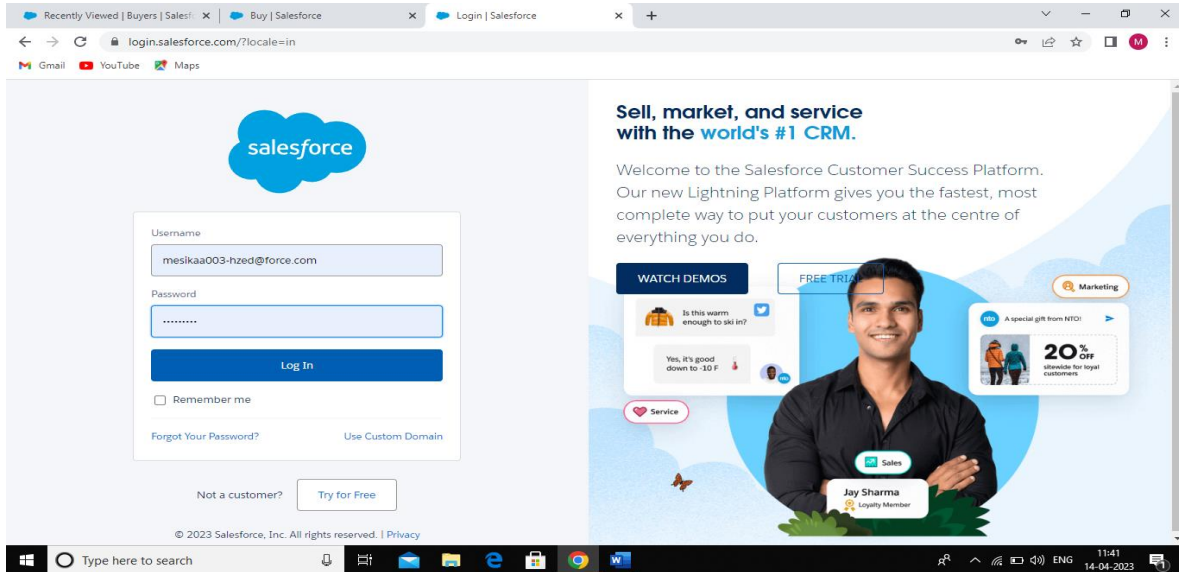 Recently Viewed | Buyers | Salesf
Buy | Salesforce
Login | Salesforce
login.salesforce.com/?locale=in
M
Gmail
YouTube
Maps
salesforce
Username
mesikaa003-hzed@force.com
Password
.........
Log In
Remember me
Forgot Your Password?
Use Custom Domain
Not a customer?
Try for Free
© 2023 Salesforce, Inc. All rights reserved. | Privacy
Sell, market, and service
with the world's #1 CRM.
Welcome to the Salesforce Customer Success Platform.
Our new Lightning Platform gives you the fastest, most
complete way to put your customers at the centre of
everything you do.
WATCH DEMOS
FREE TRIAL
Marketing
Is this warm
enough to ski in?
Yes, it's good
down to -10 F
nto
nto
A special gift from NTO!
20% OFF
sitewide for loyal
customers
Service
Sales
Jay Sharma
Loyalty Member
Type here to search
W
ENG
11:41
14-04-2023